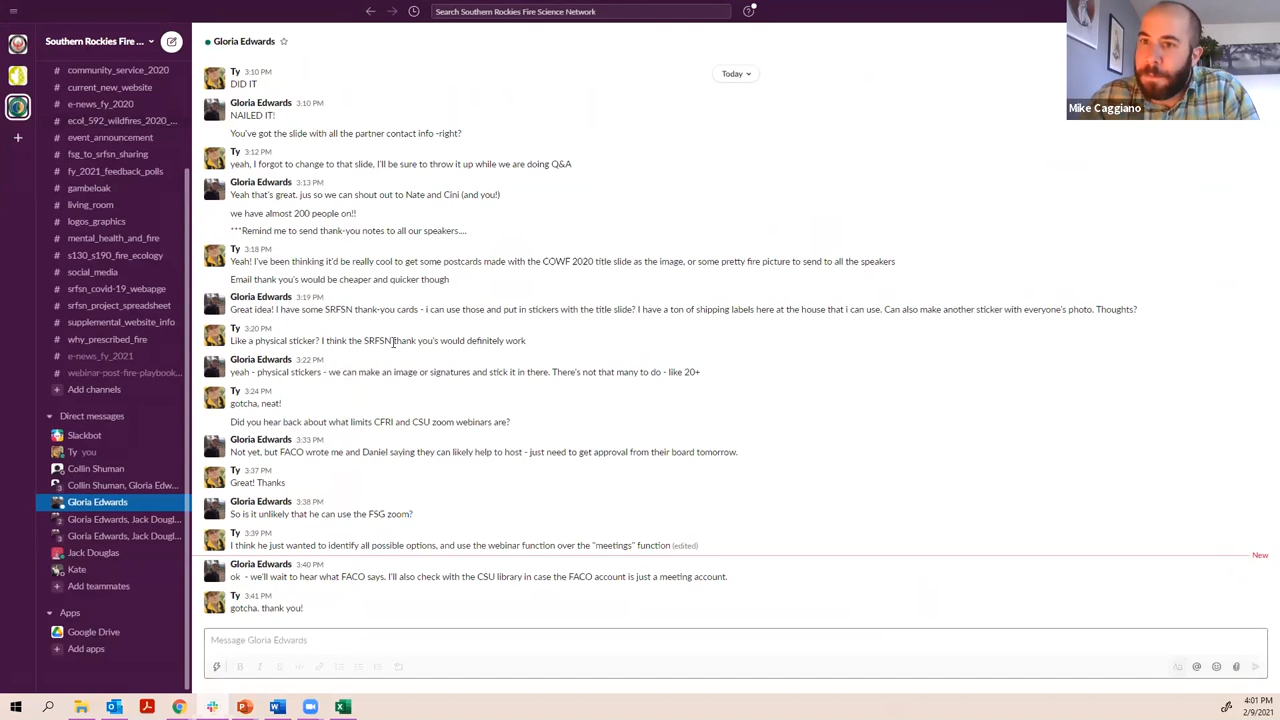 Search Southern Rockies Fire Science Network
Southern Rockies Fire ...
Gloria Edwards
Mike Caggiano
Today
# community_service_2020
# current_new_website
# e-news_fy_2020
# ecol_592_wildfires_2020_...
# event_announcement
# fsg_to_srfsn_sharing
# fy_2021_feedback_polls
# gambeloak
# living_room
# logos_graphics
# mental_health_and_fire
# s130_s190_fire_ecology
# social_media
# srfsn_covid_webpage
# srfsn_project_spreadsheet
# supplemental_website_info
# why_prescribed_fire
# e-news_fy_2021
# webinar-post-fire-playbook...
+ Add channels
Direct messages
Slackbot
Ty you
Collin Shuman
3 Collin Shuman, Gloria Edw...
Gloria Edwards
2 Gloria Edwards, Jack Dougl...
3 Gloria Edwards, Jack Dougl...
Jack Douglas
Kate
+ Add teammates
Apps
Google Drive
+ Add apps
Ty 3:10 PM
DID IT
Gloria Edwards 3:10 PM
NAILED IT!
You've got the slide with all the partner contact info -right?
Ty 3:12 PM
yeah, I forgot to change to that slide, I'll be sure to throw it up while we are doing Q&A
Gloria Edwards 3:13 PM
Yeah that's great. jus so we can shout out to Nate and Cini (and you!)
we have almost 200 people on!!
***Remind me to send thank-you notes to all our speakers....
Ty 3:18 PM
Yeah! I've been thinking it'd be really cool to get some postcards made with the COWF 2020 title slide as the image, or some pretty fire picture to send to all the speakers
Email thank you's would be cheaper and quicker though
Gloria Edwards 3:19 PM
Great idea! I have some SRFSN thank-you cards - i can use those and put in stickers with the title slide? I have a ton of shipping labels here at the house that i can use. Can also make another sticker with everyone's photo. Thoughts?
Ty 3:20 PM
Like a physical sticker? I think the SRFSN thank you's would definitely work
Gloria Edwards 3:22 PM
yeah - physical stickers - we can make an image or signatures and stick it in there. There's not that many to do - like 20+
Ty 3:24 PM
gotcha, neat!
Did you hear back about what limits CFRI and CSU zoom webinars are?
Gloria Edwards 3:33 PM
Not yet, but FACO wrote me and Daniel saying they can likely help to host - just need to get approval from their board tomorrow.
Ty 3:37 PM
Great! Thanks
Gloria Edwards 3:38 PM
So is it unlikely that he can use the FSG zoom?
Ty 3:39 PM
I think he just wanted to identify all possible options, and use the webinar function over the "meetings" function (edited)
New
Gloria Edwards 3:40 PM
ok - we'll wait to hear what FACO says. I'll also check with the CSU library in case the FACO account is just a meeting account.
Ty 3:41 PM
gotcha. thank you!
Message Gloria Edwards
4:01 PM
2/9/2021